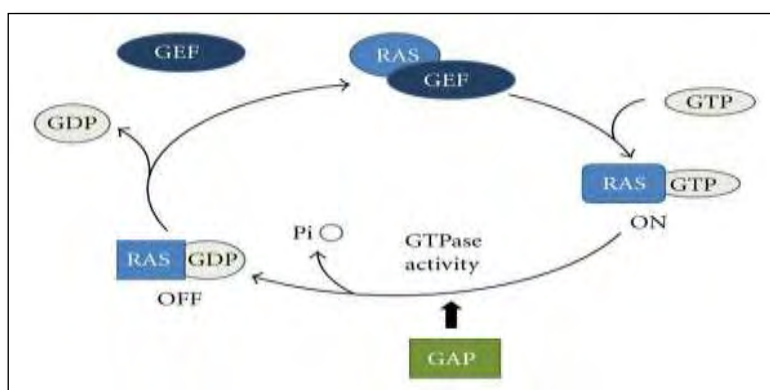 GEF
RAS
GEF
GDP
GTP
RAS GTP
ON
Pi
GTPase
activity
RAS GDP
OFF
GAP